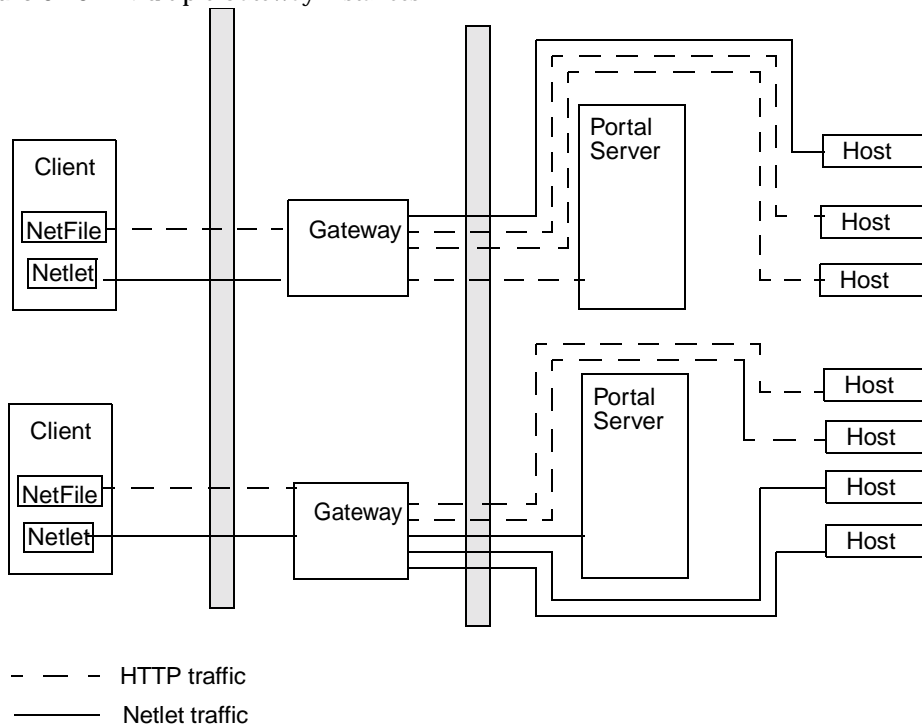 Portal
Server
Host
Client
NetFile
Gateway
Host
Netlet
Host
Portal
Server
Host
Client
Host
NetFile
Gateway
Host
Netlet
Host
HTTP traffic
Netlet traffic